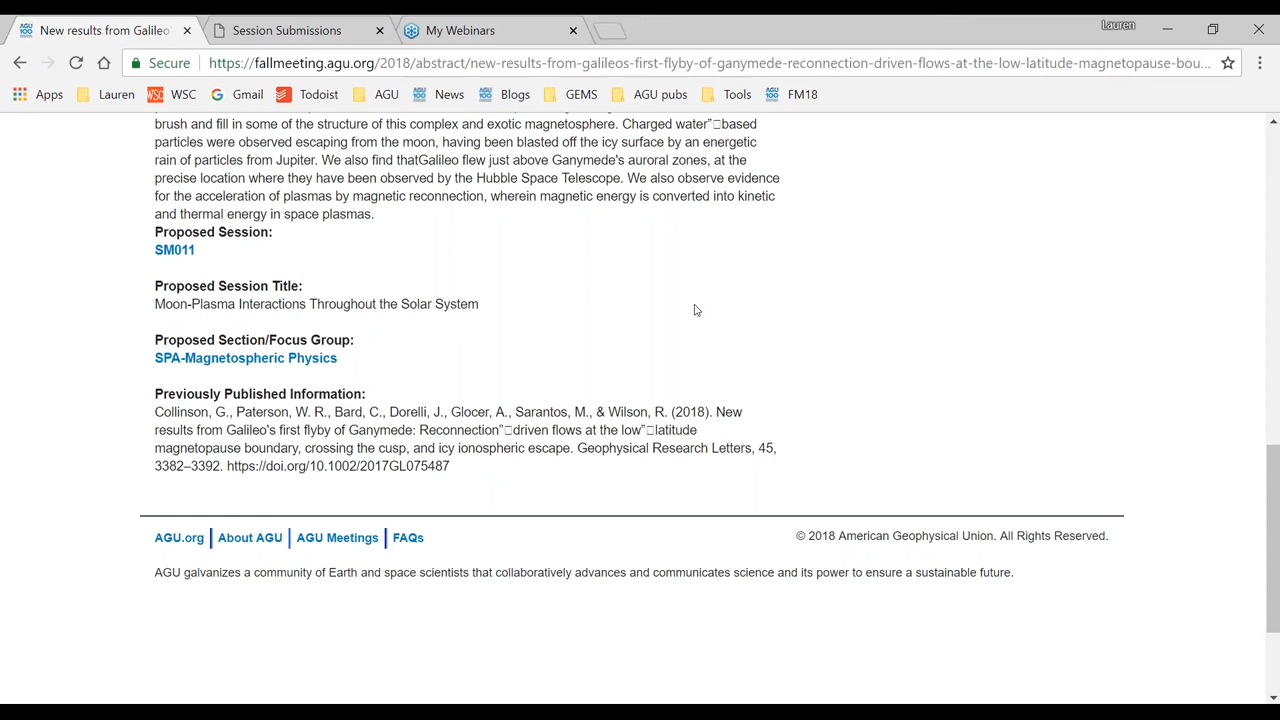 New results from Galileo'
Session Submissions
My Webinars
Lauren
Secure
https://fallmeeting.agu.org/2018/abstract/new-results-from-galileos-first-flyby-of-ganymede-reconnection-driven-flows-at-the-low-latitude-magnetopause-bou...
Apps
Lauren
WSC
Gmail
Todoist
AGU
News
Blogs
GEMS
AGU pubs
Tools
FM18
brush and fill in some of the structure of this complex and exotic magnetosphere. Charged water"□based
particles were observed escaping from the moon, having been blasted off the icy surface by an energetic
rain of particles from Jupiter. We also find thatGalileo flew just above Ganymede's auroral zones, at the
precise location where they have been observed by the Hubble Space Telescope. We also observe evidence
for the acceleration of plasmas by magnetic reconnection, wherein magnetic energy is converted into kinetic
and thermal energy in space plasmas.
Proposed Session:
SM011
Proposed Session Title:
Moon-Plasma Interactions Throughout the Solar System
Proposed Section/Focus Group:
SPA-Magnetospheric Physics
Previously Published Information:
Collinson, G., Paterson, W. R., Bard, C., Dorelli, J., Glocer, A., Sarantos, M., & Wilson, R. (2018). New
results from Galileo's first flyby of Ganymede: Reconnection"□driven flows at the low"□latitude
magnetopause boundary, crossing the cusp, and icy ionospheric escape. Geophysical Research Letters, 45,
3382–3392. https://doi.org/10.1002/2017GL075487
AGU.org | About AGU | AGU Meetings | FAQs
© 2018 American Geophysical Union. All Rights Reserved.
AGU galvanizes a community of Earth and space scientists that collaboratively advances and communicates science and its power to ensure a sustainable future.